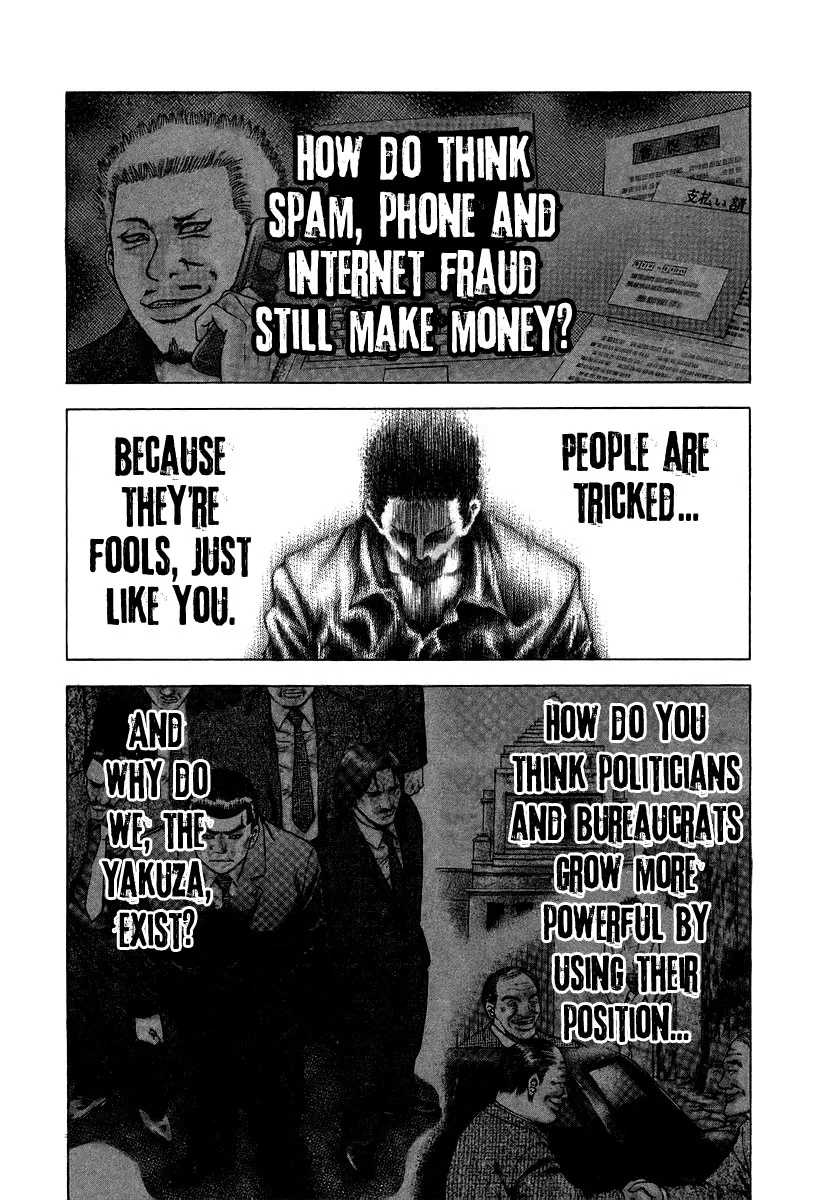 HOW DO THINK
SPAM, PHONE AND
INTERNET FRAUD
STILL MAKE MONEY?
支払い額
PEOPLE ARE
TRICKED...
BECAUSE
THEY'RE
FOOLS, JUST
LIKE YOU.
HOW DO YOU
THINK POLITICIANS
AND BUREAUCRATS
GROW MORE
POWERFUL BY
USING THEIR
POSITION...
AND
WHY DO
WE, THE
YAKUZA,
EXIST?